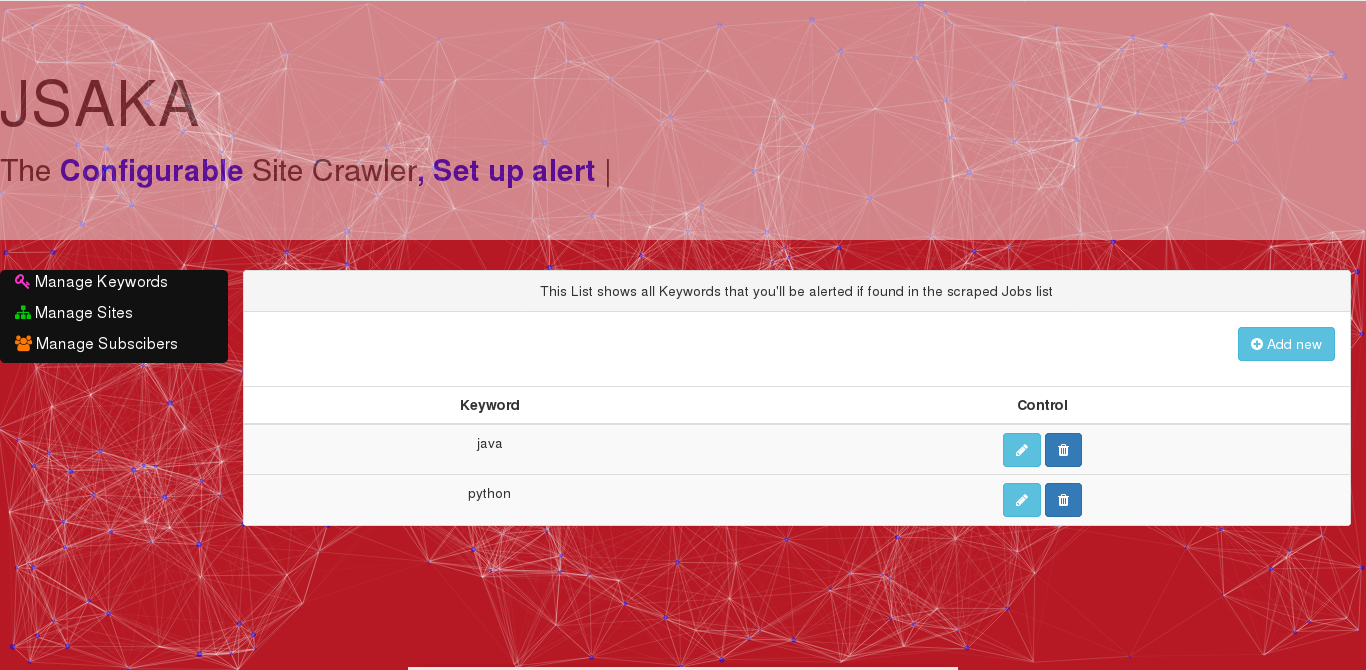 JSAKA
The Configurable Site Crawler, Set up alert |
Manage Keywords
Manage Sites
Manage Subscibers
This List shows all Keywords that you'll be alerted if found in the scraped Jobs list
Add new
Keyword Control
java
python